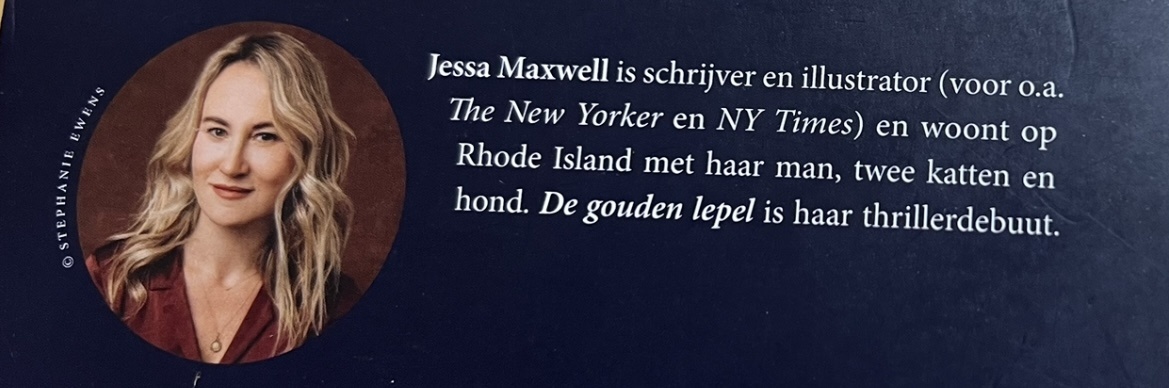 © STEPHANIE EWENS
Jessa Maxwell is schrijver en illustrator (voor o.a.
The New Yorker en NY Times) en woont op
Rhode Island met haar man, twee katten en
hond. De gouden lepel is haar thrillerdebuut.